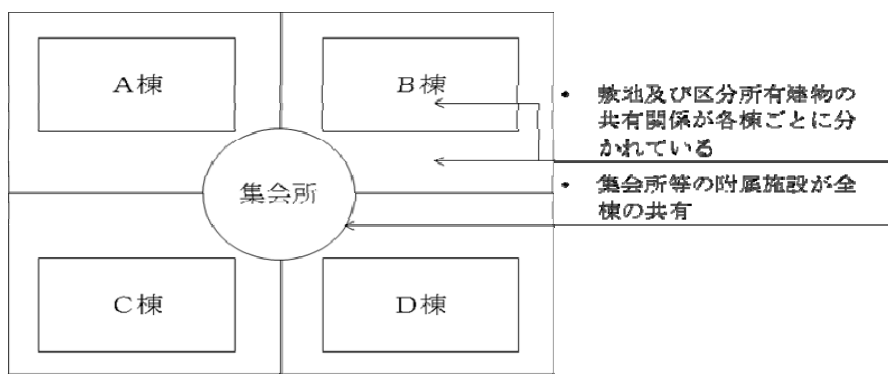 A棟
B棟
・ 敷地及び区分所有建物の
共有関係が各棟ごとに分
かれている
集会所
・ 集会所等の附属施設が全
棟の共有
C棟
D棟